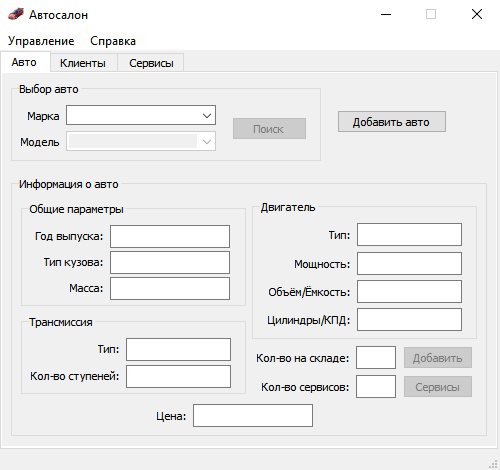 Автосалон
Управление Справка
Авто Клиенты Сервисы
Выбор авто
Марка
Модель
Поиск
Добавить авто
Информация о авто
Общие параметры
Год выпуска:
Тип кузова:
Масса:
Двигатель
Тип:
Мощность:
Объём/Ёмкость:
Цилиндры/КПД:
Трансмиссия
Тип:
Кол-во ступеней:
Кол-во на складе: Добавить
Кол-во сервисов: Сервисы
Цена: